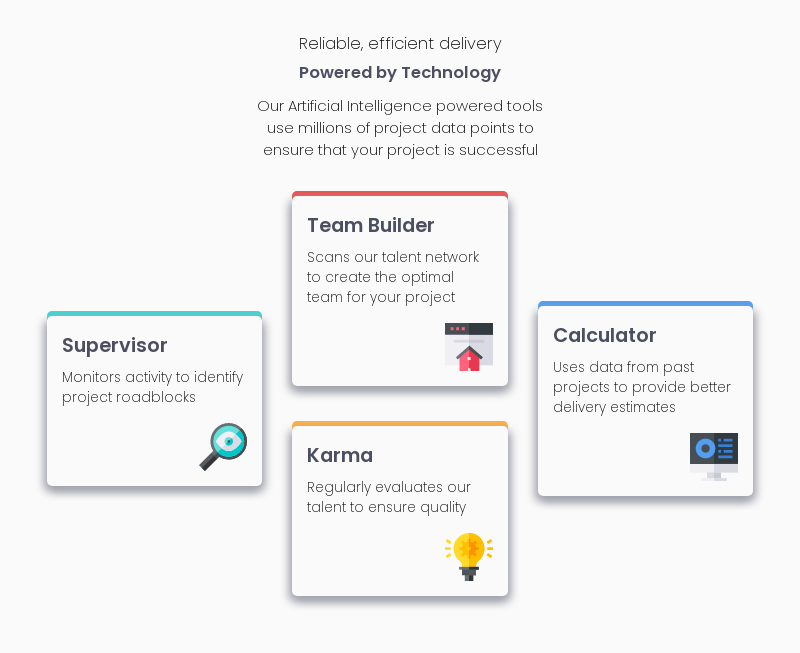 Reliable, efficient delivery
Powered by Technology
Our Artificial Intelligence powered tools
use millions of project data points to
ensure that your project is successful
Supervisor
Monitors activity to identify
project roadblocks
Team Builder
Scans our talent network
to create the optimal
team for your project
Karma
Regularly evaluates our
talent to ensure quality
Calculator
Uses data from past
projects to provide better
delivery estimates